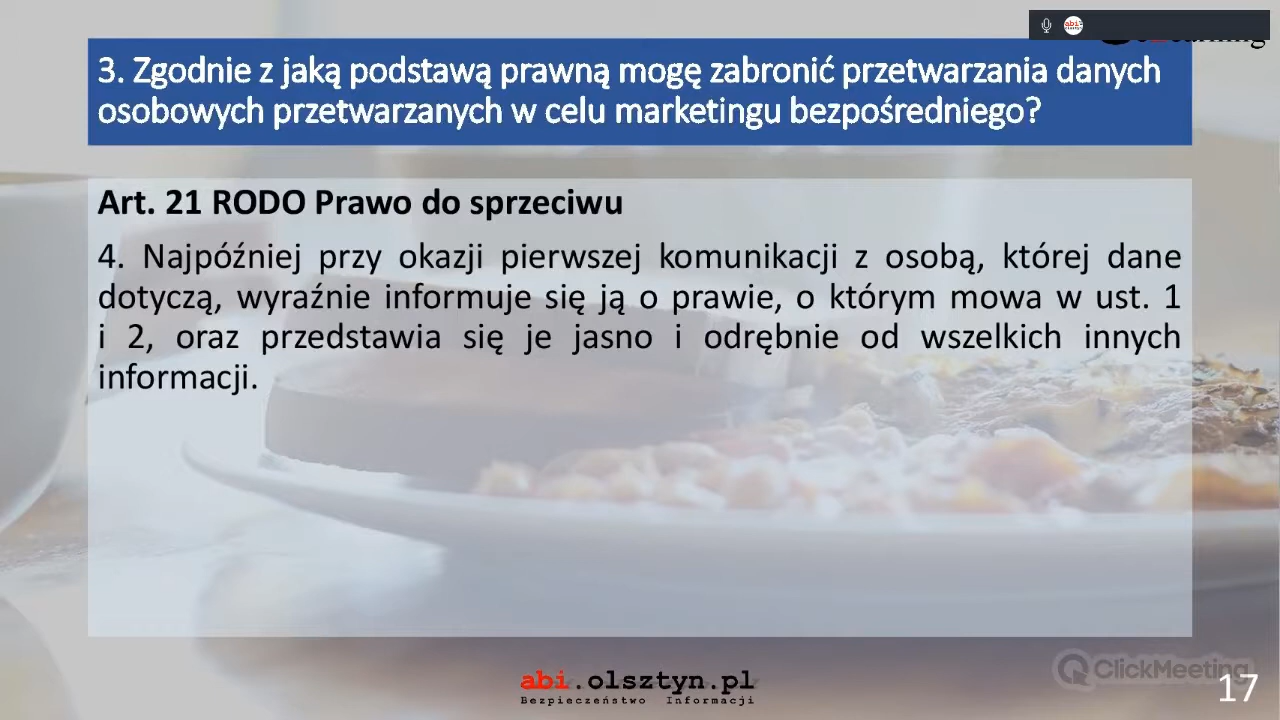 3. Zgodnie z jaką podstawą prawną mogę zabronić przetwarzania danych
osobowych przetwarzanych w celu marketingu bezpośredniego?
Art. 21 RODO Prawo do sprzeciwu
4. Najpóźniej przy okazji pierwszej komunikacji z osobą, której dane
dotyczą, wyraźnie informuje się ją o prawie, o którym mowa w ust. 1
i 2, oraz przedstawia się je jasno i odrębnie od wszelkich innych
informacji.
abi.olsztyn.pl
Bezpieczeństwo Informacji
ClickMeeting
17